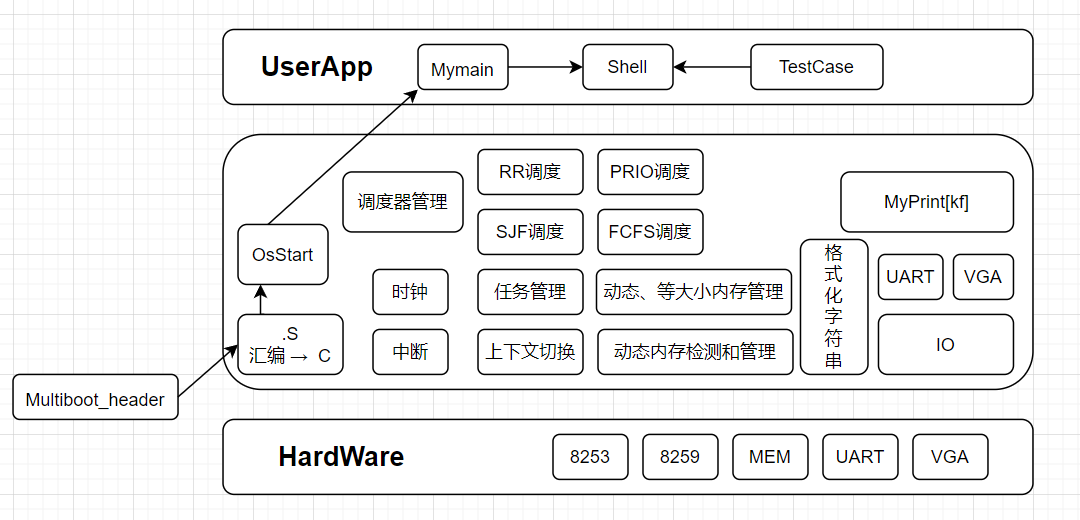 UserApp
Mymain
Shell
TestCase
RR调度
PRIO调度
调度器管理
MyPrint[kf]
SJF调度
FCFS调度
OsStart
格
式
化
字
符
串
UART
VGA
时钟
任务管理
动态、等大小内存管理
.S
汇编 → C
中断
上下文切换
动态内存检测和管理
IO
Multiboot_header
HardWare
8253
8259
MEM
UART
VGA